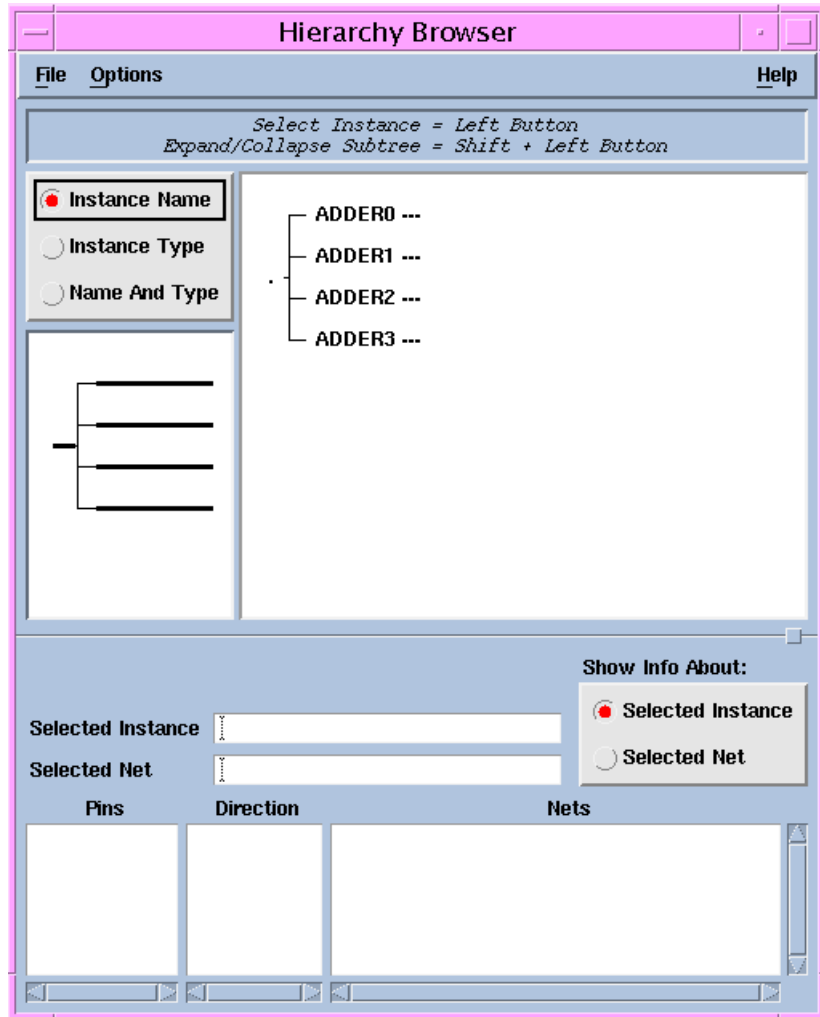 Hierarchy Browser
File Options Help
Select Instance = Left Button
Expand/Collapse Subtree = Shift + Left Button
Instance Name
Instance Type
Name And Type
ADDER0 ---
ADDER1 ---
. ADDER2 ---
ADDER3 ---
Show Info About:
Selected Instance
Selected Net
Selected Instance
Selected Net
Pins Direction Nets